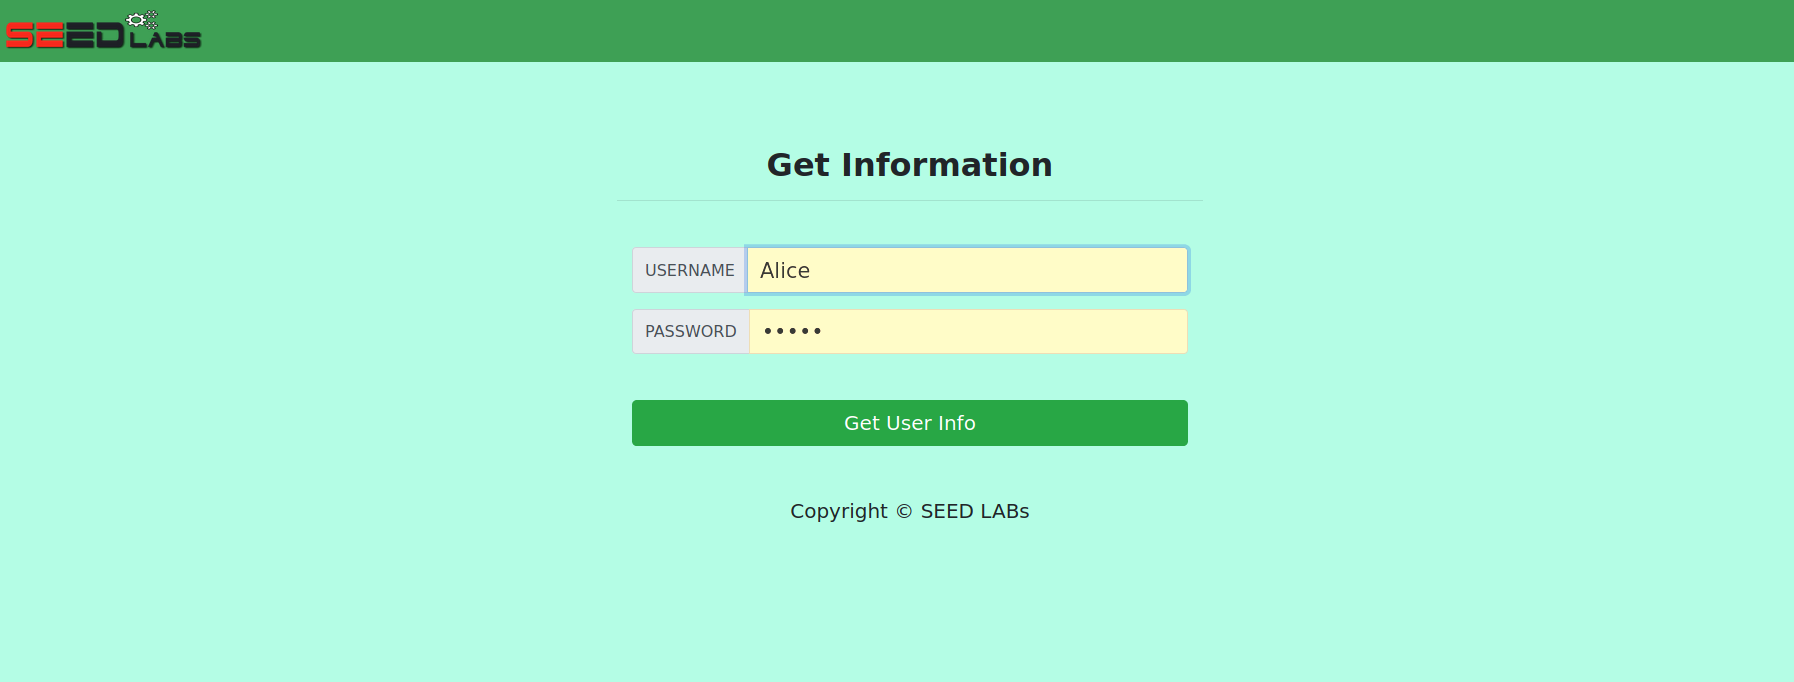 SEED LABS
Get Information
USERNAME Alice
PASSWORD •••••
Get User Info
Copyright © SEED LABs